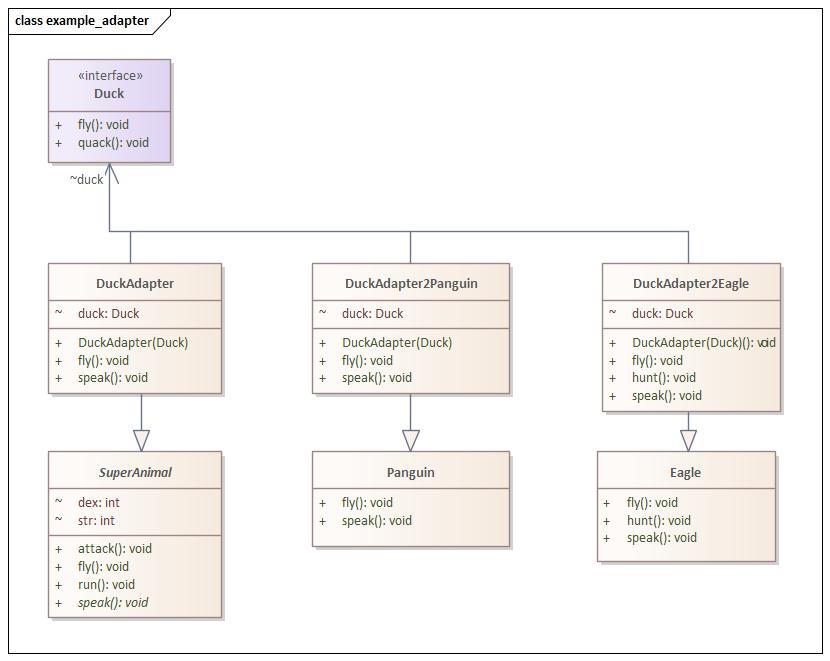 class example_adapter
«interface»
Duck
+ fly(): void
+ quack(): void
~duck
DuckAdapter
~ duck: Duck
+ DuckAdapter(Duck)
+ fly(): void
+ speak(): void
DuckAdapter2Panguin
~ duck: Duck
+ DuckAdapter(Duck)
+ fly(): void
+ speak(): void
DuckAdapter2Eagle
~ duck: Duck
+ DuckAdapter(Duck)(): void
+ fly(): void
+ hunt(): void
+ speak(): void
SuperAnimal
~ dex: int
~ str: int
+ attack(): void
+ fly(): void
+ run(): void
+ speak(): void
Panguin
+ fly(): void
+ speak(): void
Eagle
+ fly(): void
+ hunt(): void
+ speak(): void